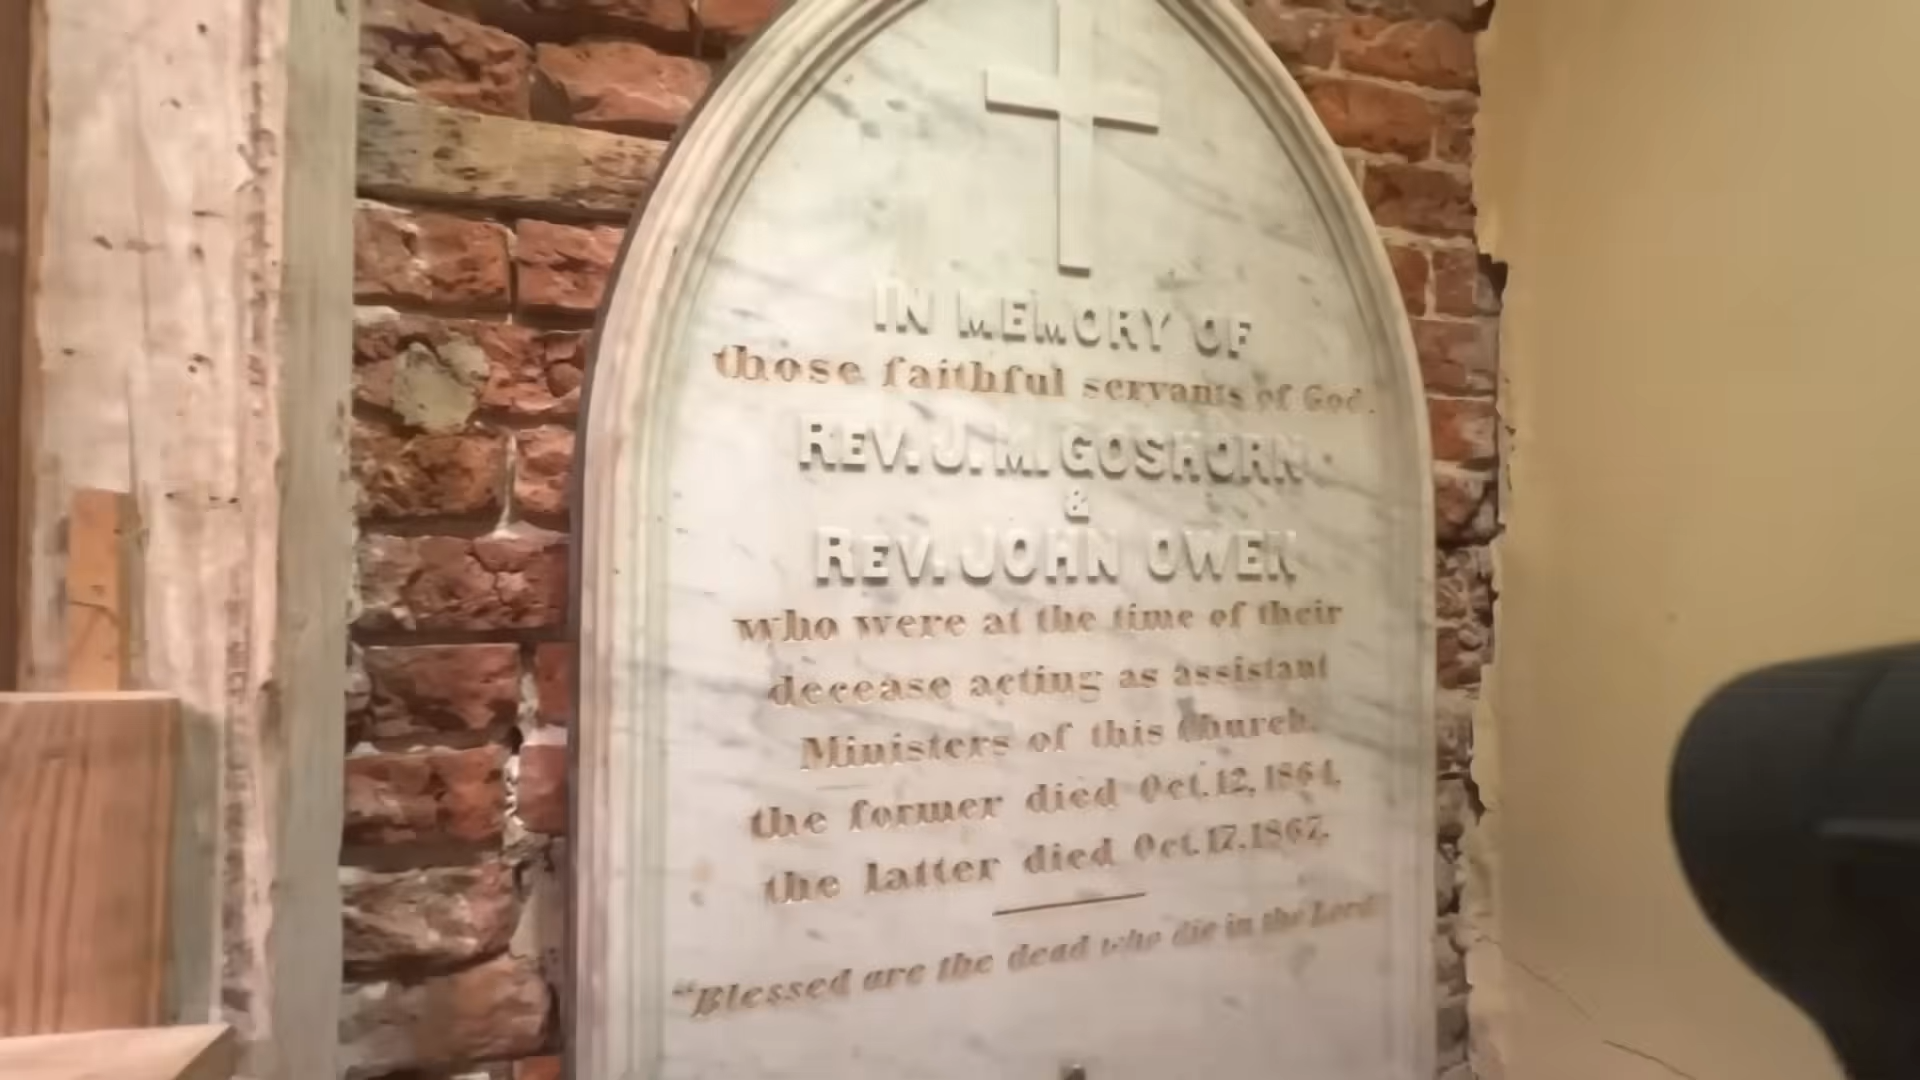 IN MEMORY OF
those faithful servants of God.
REV. J. M. GOSHORN
&
REV. JOHN OWEN
who were at the time of their
decease acting as assistant
Ministers of this Church.
the former died Oct. 12, 1864.
the latter died Oct. 17. 1867.
"Blessed are the dead who die in the Lord."